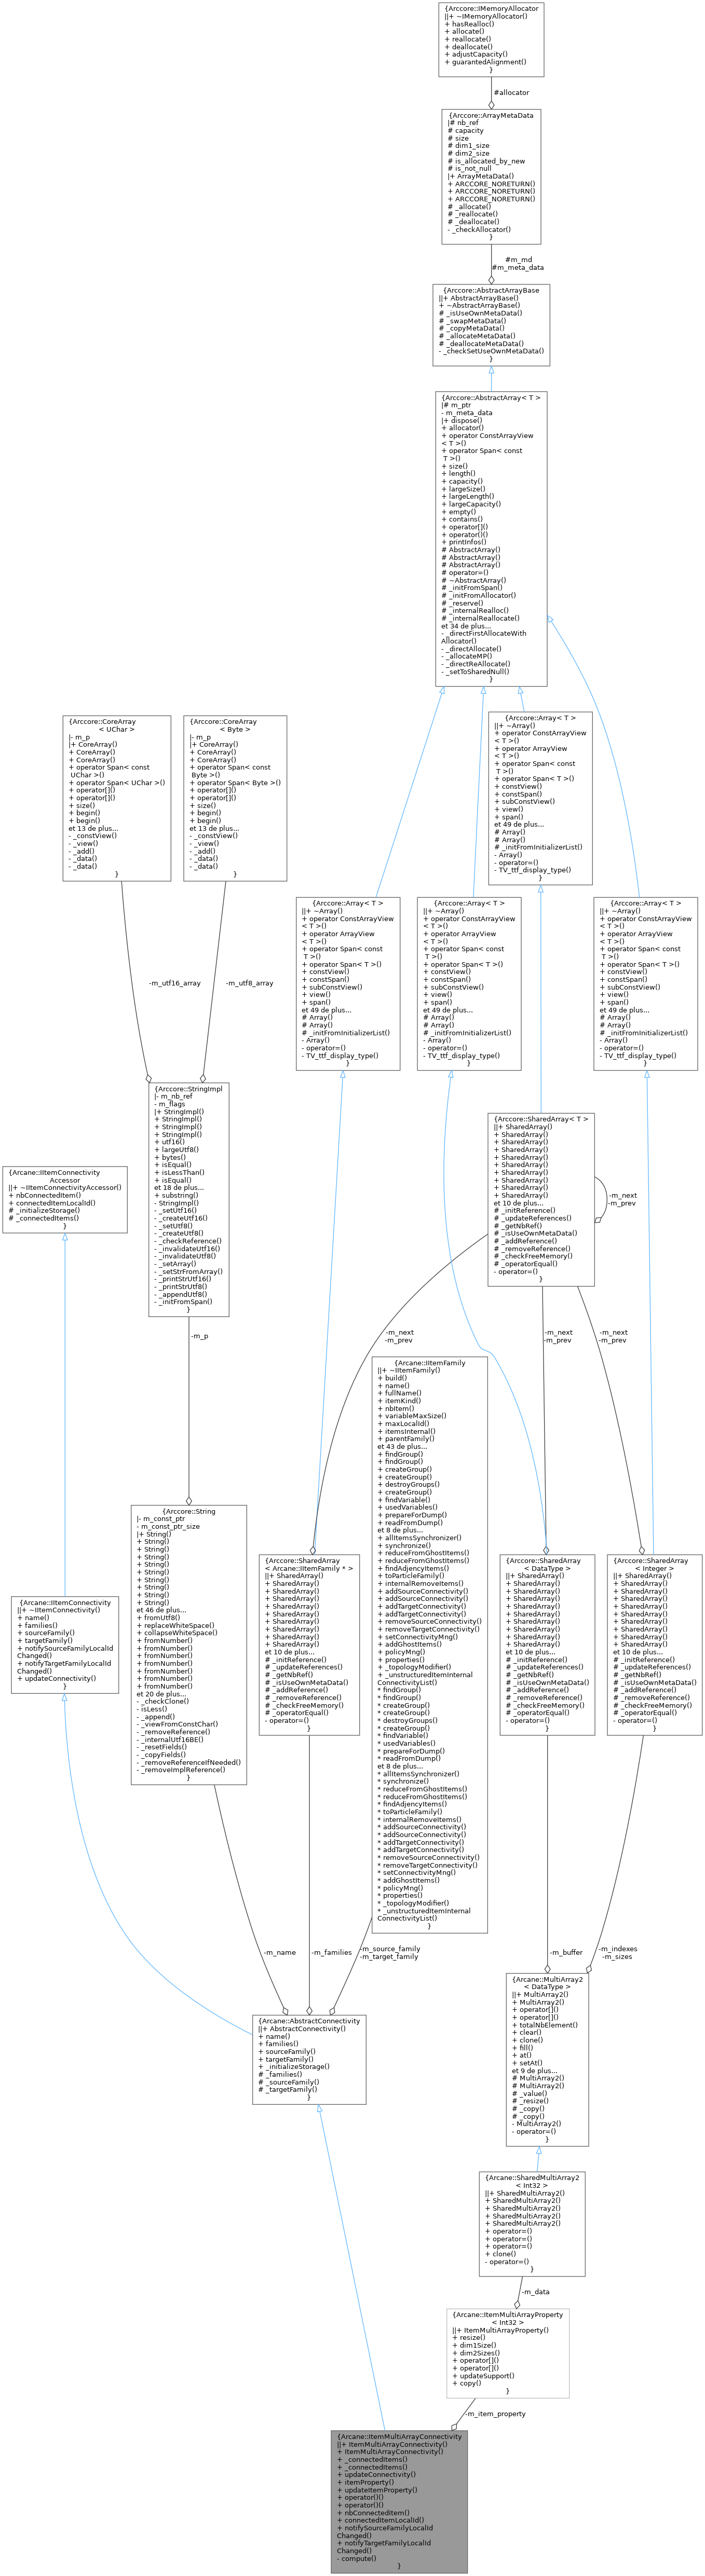 {Arccore::IMemoryAllocator
||+ ~IMemoryAllocator()
+ hasRealloc()
+ allocate()
+ reallocate()
+ deallocate()
+ adjustCapacity()
+ guarantedAlignment()
}
#allocator
{Arccore::ArrayMetaData
|# nb_ref
# capacity
# size
# dim1_size
# dim2_size
# is_allocated_by_new
# is_not_null
|+ ArrayMetaData()
+ ARCCORE_NORETURN()
+ ARCCORE_NORETURN()
+ ARCCORE_NORETURN()
# _allocate()
# _reallocate()
# _deallocate()
- _checkAllocator()
}
#m_md
#m_meta_data
{Arccore::AbstractArrayBase
||+ AbstractArrayBase()
+ ~AbstractArrayBase()
# _isUseOwnMetaData()
# _swapMetaData()
# _copyMetaData()
# _allocateMetaData()
# _deallocateMetaData()
- _checkSetUseOwnMetaData()
}
{Arccore::AbstractArray< T >
|# m_ptr
- m_meta_data
|+ dispose()
+ allocator()
+ operator ConstArrayView
< T >()
+ operator Span< const
T >()
+ size()
+ length()
+ capacity()
+ largeSize()
+ largeLength()
+ largeCapacity()
+ empty()
+ contains()
+ operator[]()
+ operator()()
+ printInfos()
# AbstractArray()
# AbstractArray()
# AbstractArray()
# operator=()
# ~AbstractArray()
# _initFromSpan()
# _initFromAllocator()
# _reserve()
# _internalRealloc()
# _internalReallocate()
et 34 de plus...
- _directFirstAllocateWith
Allocator()
- _directAllocate()
- _allocateMP()
- _directReAllocate()
- _setToSharedNull()
}
{Arccore::CoreArray
< UChar >
|- m_p
|+ CoreArray()
+ CoreArray()
+ CoreArray()
+ operator Span< const
UChar >()
+ operator Span< UChar >()
+ operator[]()
+ operator[]()
+ size()
+ begin()
+ begin()
et 13 de plus...
- _constView()
- _view()
- _add()
- _data()
- _data()
}
{Arccore::CoreArray
< Byte >
|- m_p
|+ CoreArray()
+ CoreArray()
+ CoreArray()
+ operator Span< const
Byte >()
+ operator Span< Byte >()
+ operator[]()
+ operator[]()
+ size()
+ begin()
+ begin()
et 13 de plus...
- _constView()
- _view()
- _add()
- _data()
- _data()
}
{Arccore::Array< T >
||+ ~Array()
+ operator ConstArrayView
< T >()
+ operator ArrayView
< T >()
+ operator Span< const
T >()
+ operator Span< T >()
+ constView()
+ constSpan()
+ subConstView()
+ view()
+ span()
et 49 de plus...
# Array()
# Array()
# _initFromInitializerList()
- Array()
- operator=()
- TV_ttf_display_type()
}
{Arccore::Array< T >
||+ ~Array()
+ operator ConstArrayView
< T >()
+ operator ArrayView
< T >()
+ operator Span< const
T >()
+ operator Span< T >()
+ constView()
+ constSpan()
+ subConstView()
+ view()
+ span()
et 49 de plus...
# Array()
# Array()
# _initFromInitializerList()
- Array()
- operator=()
- TV_ttf_display_type()
}
{Arccore::Array< T >
||+ ~Array()
+ operator ConstArrayView
< T >()
+ operator ArrayView
< T >()
+ operator Span< const
T >()
+ operator Span< T >()
+ constView()
+ constSpan()
+ subConstView()
+ view()
+ span()
et 49 de plus...
# Array()
# Array()
# _initFromInitializerList()
- Array()
- operator=()
- TV_ttf_display_type()
}
{Arccore::Array< T >
||+ ~Array()
+ operator ConstArrayView
< T >()
+ operator ArrayView
< T >()
+ operator Span< const
T >()
+ operator Span< T >()
+ constView()
+ constSpan()
+ subConstView()
+ view()
+ span()
et 49 de plus...
# Array()
# Array()
# _initFromInitializerList()
- Array()
- operator=()
- TV_ttf_display_type()
}
-m_utf16_array
-m_utf8_array
{Arccore::StringImpl
|- m_nb_ref
- m_flags
|+ StringImpl()
+ StringImpl()
+ StringImpl()
+ StringImpl()
+ utf16()
+ largeUtf8()
+ bytes()
+ isEqual()
+ isLessThan()
+ isEqual()
et 18 de plus...
+ substring()
- StringImpl()
- _setUtf16()
- _createUtf16()
- _setUtf8()
- _createUtf8()
- _checkReference()
- _invalidateUtf16()
- _invalidateUtf8()
- _setArray()
- _setStrFromArray()
- _printStrUtf16()
- _printStrUtf8()
- _appendUtf8()
- _initFromSpan()
}
{Arccore::SharedArray< T >
||+ SharedArray()
+ SharedArray()
+ SharedArray()
+ SharedArray()
+ SharedArray()
+ SharedArray()
+ SharedArray()
+ SharedArray()
+ SharedArray()
+ SharedArray()
et 10 de plus...
# _initReference()
# _updateReferences()
# _getNbRef()
# _isUseOwnMetaData()
# _addReference()
# _removeReference()
# _checkFreeMemory()
# _operatorEqual()
- operator=()
}
-m_next
-m_prev
{Arcane::IItemConnectivity
Accessor
||+ ~IItemConnectivityAccessor()
+ nbConnectedItem()
+ connectedItemLocalId()
# _initializeStorage()
# _connectedItems()
}
-m_p
-m_next
-m_prev
-m_next
-m_prev
-m_next
-m_prev
{Arcane::IItemFamily
||+ ~IItemFamily()
+ build()
+ name()
+ fullName()
+ itemKind()
+ nbItem()
+ variableMaxSize()
+ maxLocalId()
+ itemsInternal()
+ parentFamily()
et 43 de plus...
+ findGroup()
+ findGroup()
+ createGroup()
+ createGroup()
+ destroyGroups()
+ createGroup()
+ findVariable()
+ usedVariables()
+ prepareForDump()
+ readFromDump()
et 8 de plus...
+ allItemsSynchronizer()
+ synchronize()
+ reduceFromGhostItems()
+ reduceFromGhostItems()
+ findAdjencyItems()
+ toParticleFamily()
+ internalRemoveItems()
+ addSourceConnectivity()
+ addSourceConnectivity()
+ addTargetConnectivity()
+ addTargetConnectivity()
+ removeSourceConnectivity()
+ removeTargetConnectivity()
+ setConnectivityMng()
+ addGhostItems()
+ policyMng()
+ properties()
+ _topologyModifier()
+ _unstructuredItemInternal
ConnectivityList()
* findGroup()
* findGroup()
* createGroup()
* createGroup()
* destroyGroups()
* createGroup()
* findVariable()
* usedVariables()
* prepareForDump()
* readFromDump()
et 8 de plus...
* allItemsSynchronizer()
* synchronize()
* reduceFromGhostItems()
* reduceFromGhostItems()
* findAdjencyItems()
* toParticleFamily()
* internalRemoveItems()
* addSourceConnectivity()
* addSourceConnectivity()
* addTargetConnectivity()
* addTargetConnectivity()
* removeSourceConnectivity()
* removeTargetConnectivity()
* setConnectivityMng()
* addGhostItems()
* policyMng()
* properties()
* _topologyModifier()
* _unstructuredItemInternal
ConnectivityList()
}
{Arccore::String
|- m_const_ptr
- m_const_ptr_size
|+ String()
+ String()
+ String()
+ String()
+ String()
+ String()
+ String()
+ String()
+ String()
+ String()
et 46 de plus...
+ fromUtf8()
+ replaceWhiteSpace()
+ collapseWhiteSpace()
+ fromNumber()
+ fromNumber()
+ fromNumber()
+ fromNumber()
+ fromNumber()
+ fromNumber()
+ fromNumber()
et 20 de plus...
- _checkClone()
- isLess()
- _append()
- _viewFromConstChar()
- _removeReference()
- _internalUtf16BE()
- _resetFields()
- _copyFields()
- _removeReferenceIfNeeded()
- _removeImplReference()
}
{Arccore::SharedArray
< Arcane::IItemFamily * >
||+ SharedArray()
+ SharedArray()
+ SharedArray()
+ SharedArray()
+ SharedArray()
+ SharedArray()
+ SharedArray()
+ SharedArray()
+ SharedArray()
+ SharedArray()
et 10 de plus...
# _initReference()
# _updateReferences()
# _getNbRef()
# _isUseOwnMetaData()
# _addReference()
# _removeReference()
# _checkFreeMemory()
# _operatorEqual()
- operator=()
}
{Arccore::SharedArray
< DataType >
||+ SharedArray()
+ SharedArray()
+ SharedArray()
+ SharedArray()
+ SharedArray()
+ SharedArray()
+ SharedArray()
+ SharedArray()
+ SharedArray()
+ SharedArray()
et 10 de plus...
# _initReference()
# _updateReferences()
# _getNbRef()
# _isUseOwnMetaData()
# _addReference()
# _removeReference()
# _checkFreeMemory()
# _operatorEqual()
- operator=()
}
{Arccore::SharedArray
< Integer >
||+ SharedArray()
+ SharedArray()
+ SharedArray()
+ SharedArray()
+ SharedArray()
+ SharedArray()
+ SharedArray()
+ SharedArray()
+ SharedArray()
+ SharedArray()
et 10 de plus...
# _initReference()
# _updateReferences()
# _getNbRef()
# _isUseOwnMetaData()
# _addReference()
# _removeReference()
# _checkFreeMemory()
# _operatorEqual()
- operator=()
}
{Arcane::IItemConnectivity
||+ ~IItemConnectivity()
+ name()
+ families()
+ sourceFamily()
+ targetFamily()
+ notifySourceFamilyLocalId
Changed()
+ notifyTargetFamilyLocalId
Changed()
+ updateConnectivity()
}
-m_name
-m_families
-m_source_family
-m_target_family
-m_buffer
-m_indexes
-m_sizes
{Arcane::MultiArray2
< DataType >
||+ MultiArray2()
+ MultiArray2()
+ operator[]()
+ operator[]()
+ totalNbElement()
+ clear()
+ clone()
+ fill()
+ at()
+ setAt()
et 9 de plus...
# MultiArray2()
# MultiArray2()
# _value()
# _resize()
# _copy()
# _copy()
- MultiArray2()
- operator=()
}
{Arcane::AbstractConnectivity
||+ AbstractConnectivity()
+ name()
+ families()
+ sourceFamily()
+ targetFamily()
+ _initializeStorage()
# _families()
# _sourceFamily()
# _targetFamily()
}
{Arcane::SharedMultiArray2
< Int32 >
||+ SharedMultiArray2()
+ SharedMultiArray2()
+ SharedMultiArray2()
+ SharedMultiArray2()
+ SharedMultiArray2()
+ operator=()
+ operator=()
+ operator=()
+ clone()
- operator=()
}
-m_data
{Arcane::ItemMultiArrayProperty
< Int32 >
||+ ItemMultiArrayProperty()
+ resize()
+ dim1Size()
+ dim2Sizes()
+ operator[]()
+ operator[]()
+ updateSupport()
+ copy()
}
-m_item_property
{Arcane::ItemMultiArrayConnectivity
||+ ItemMultiArrayConnectivity()
+ ItemMultiArrayConnectivity()
+ _connectedItems()
+ _connectedItems()
+ updateConnectivity()
+ itemProperty()
+ updateItemProperty()
+ operator()()
+ operator()()
+ nbConnectedItem()
+ connectedItemLocalId()
+ notifySourceFamilyLocalId
Changed()
+ notifyTargetFamilyLocalId
Changed()
- compute()
}